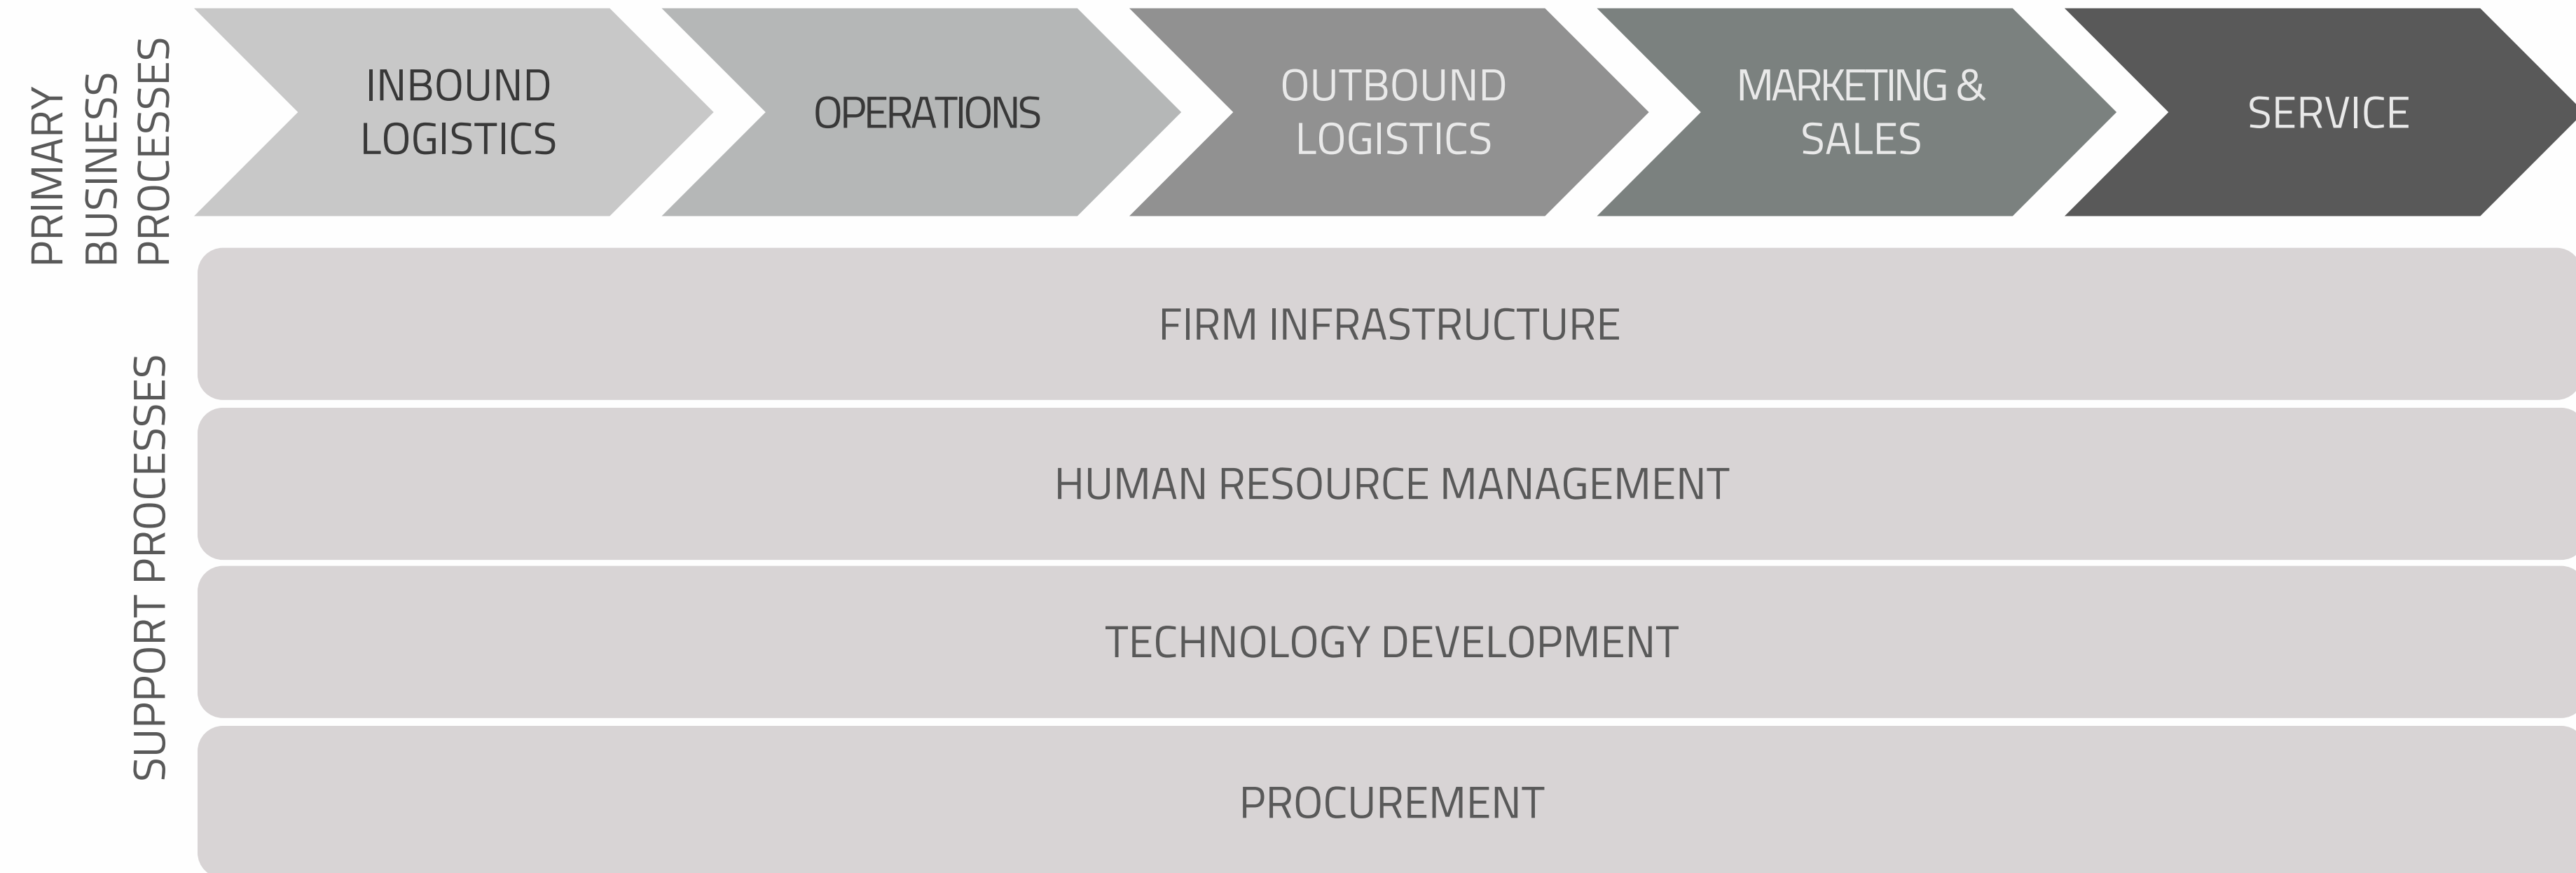 PRIMARY
BUSINESS
PROCESSES
INBOUND
LOGISTICS
OPERATIONS
OUTBOUND
LOGISTICS
MARKETING &
SALES
SERVICE
SUPPORT PROCESSES
FIRM INFRASTRUCTURE
HUMAN RESOURCE MANAGEMENT
TECHNOLOGY DEVELOPMENT
PROCUREMENT